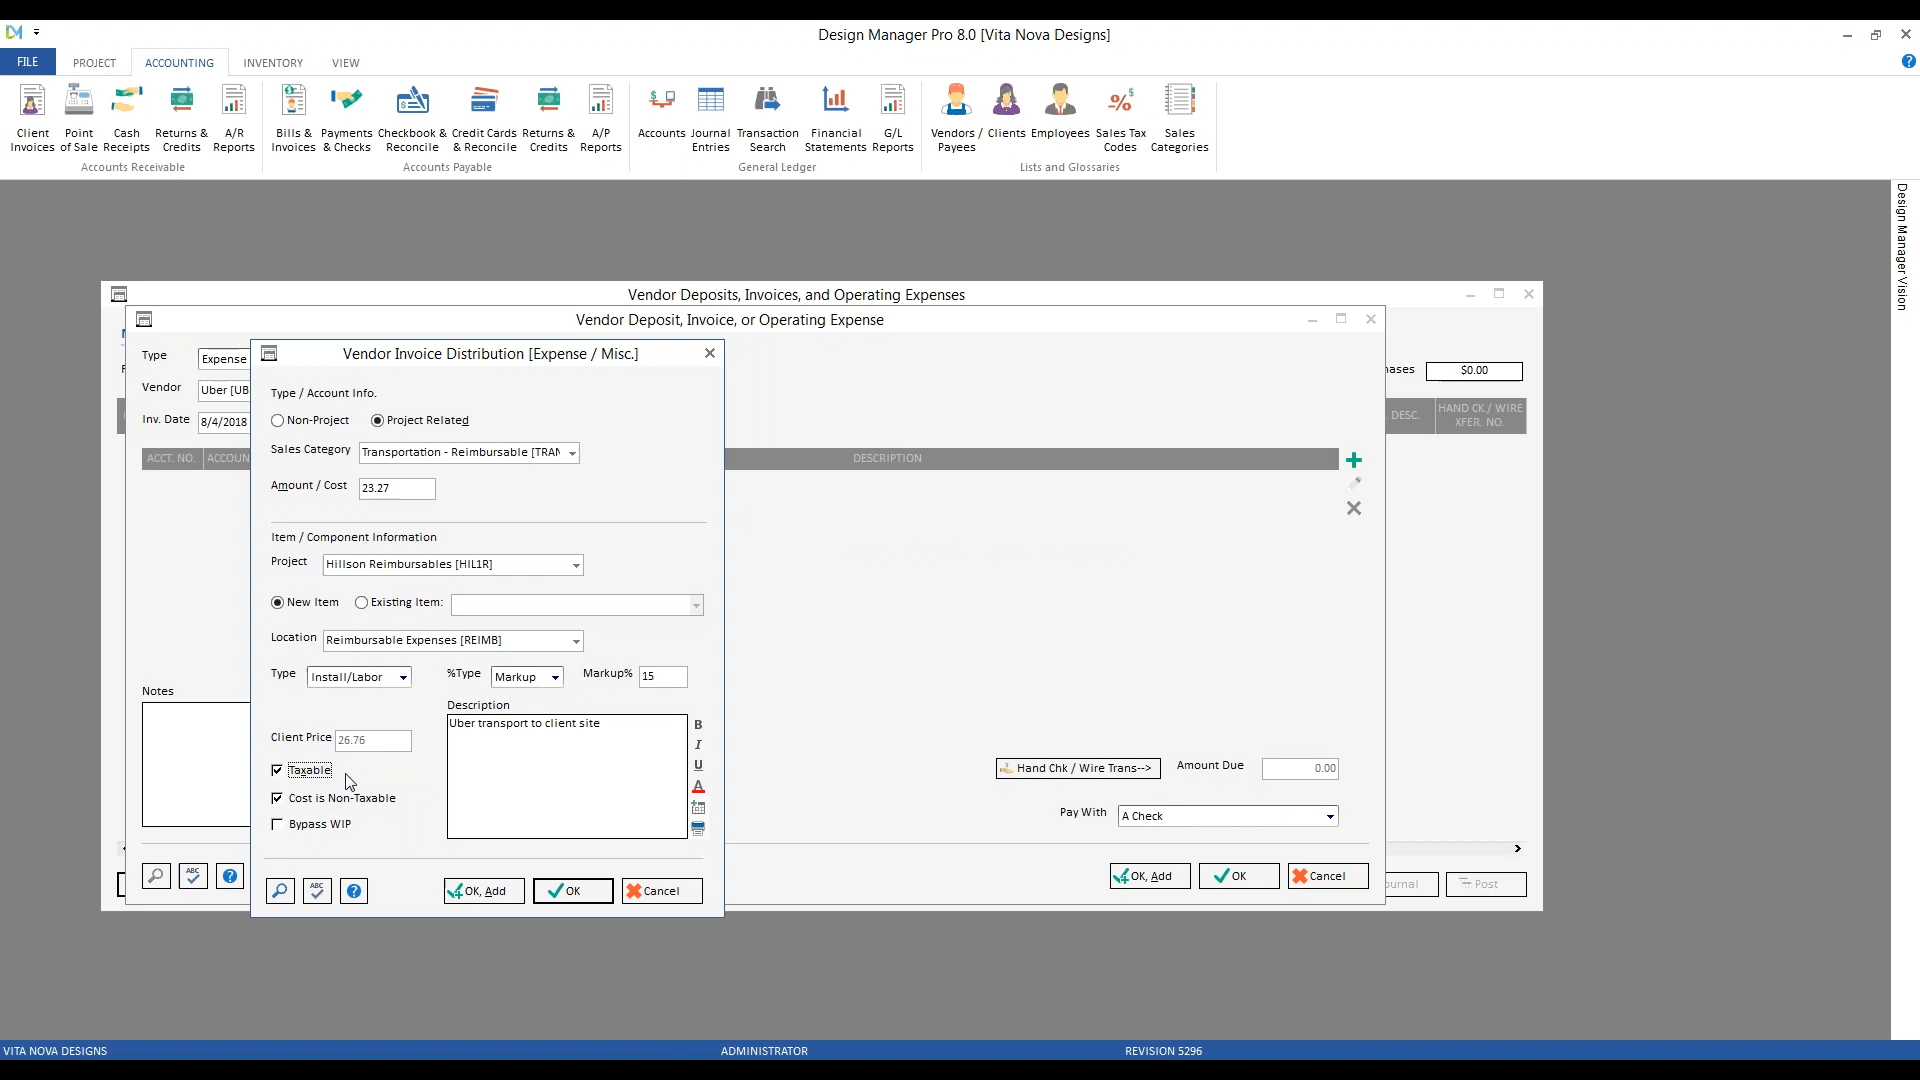 Design Manager Pro 8.0 [Vita Nova Designs]
FILE PROJECT ACCOUNTING INVENTORY VIEW
Client Invoices
Point of Sale
Cash Receipts
Returns & Credits
A/R Reports
Accounts Receivable
Bills & Invoices
Payments & Checks
Checkbook & Reconcile
Credit Cards & Reconcile
Returns & Credits
A/P Reports
Accounts Payable
Accounts
Journal Entries
Transaction Search
Financial Statements
G/L Reports
General Ledger
Vendors / Payees
Clients
Employees
Sales Tax Codes
Sales Categories
Lists and Glossaries
Design Manager Vision
Vendor Deposits, Invoices, and Operating Expenses
Vendor Deposit, Invoice, or Operating Expense
Type Expense
Vendor Uber [UB
Inv. Date 8/4/2018
ases $0.00
DESC. HAND CK./ WIRE XFER. NO.
ACCT. NO. ACCOUN DESCRIPTION
Notes
Vendor Invoice Distribution [Expense / Misc.]
Type / Account Info.
Non-Project Project Related
Sales Category Transportation - Reimbursable [TRAN
Amount / Cost 23.27
Item / Component Information
Project Hillson Reimbursables [HIL1R]
New Item Existing Item:
Location Reimbursable Expenses [REIMB]
Type Install/Labor %Type Markup Markup% 15
Description
Uber transport to client site
Client Price 26.76
Taxable
Cost is Non-Taxable
Bypass WIP
B
I
U
A
ABC OK, Add OK Cancel
Hand Chk / Wire Trans--> Amount Due 0.00
Pay With A Check
ABC OK, Add OK Cancel
urnal Post
VITA NOVA DESIGNS ADMINISTRATOR REVISION 5296